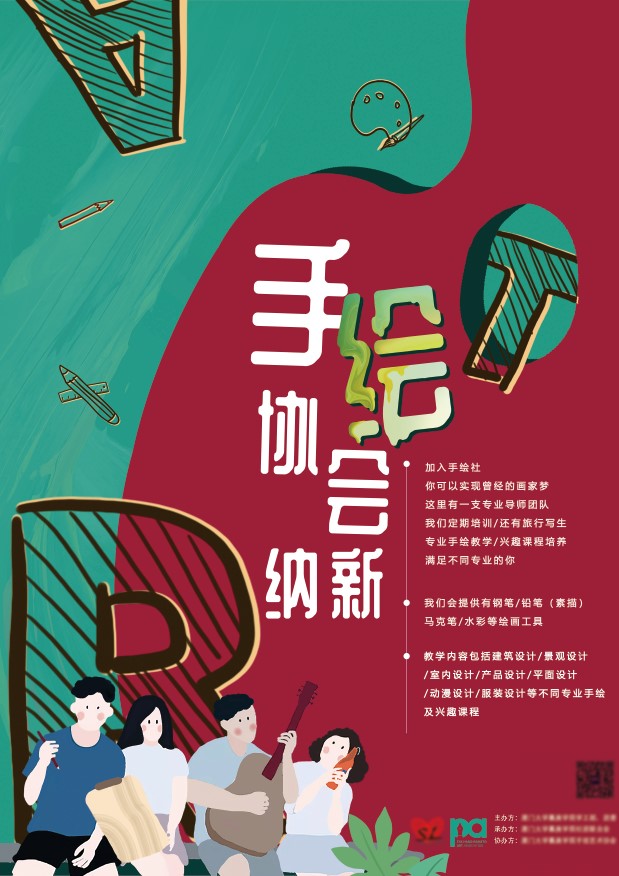 A
R
T
手绘
协会
纳新
加入手绘社
你可以实现曾经的画家梦
这里有一支专业导师团队
我们定期培训/还有旅行写生
专业手绘教学/兴趣课程培养
满足不同专业的你
我们会提供有钢笔/铅笔（素描）
马克笔/水彩等绘画工具
教学内容包括建筑设计/景观设计
/室内设计/产品设计/平面设计
/动漫设计/服装设计等不同专业手绘
及兴趣课程
主办方：
承办方：
协办方：